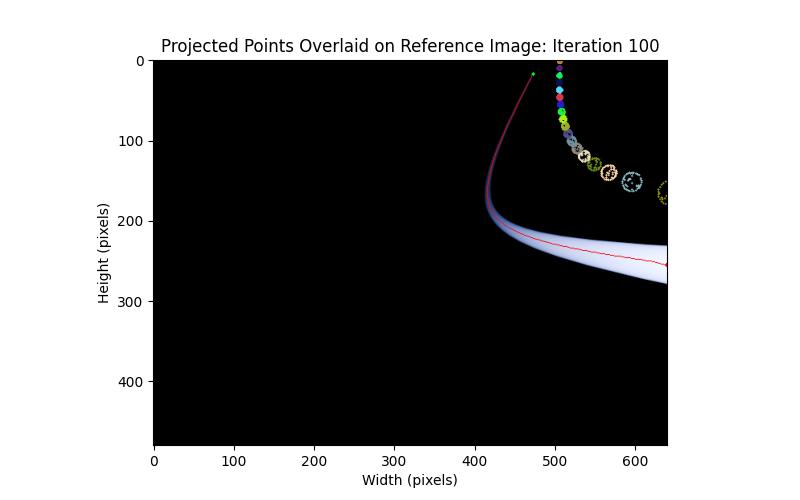 Projected Points Overlaid on Reference Image: Iteration 100
0
100
200
300
400
Height (pixels)
0 100 200 300 400 500 600
Width (pixels)